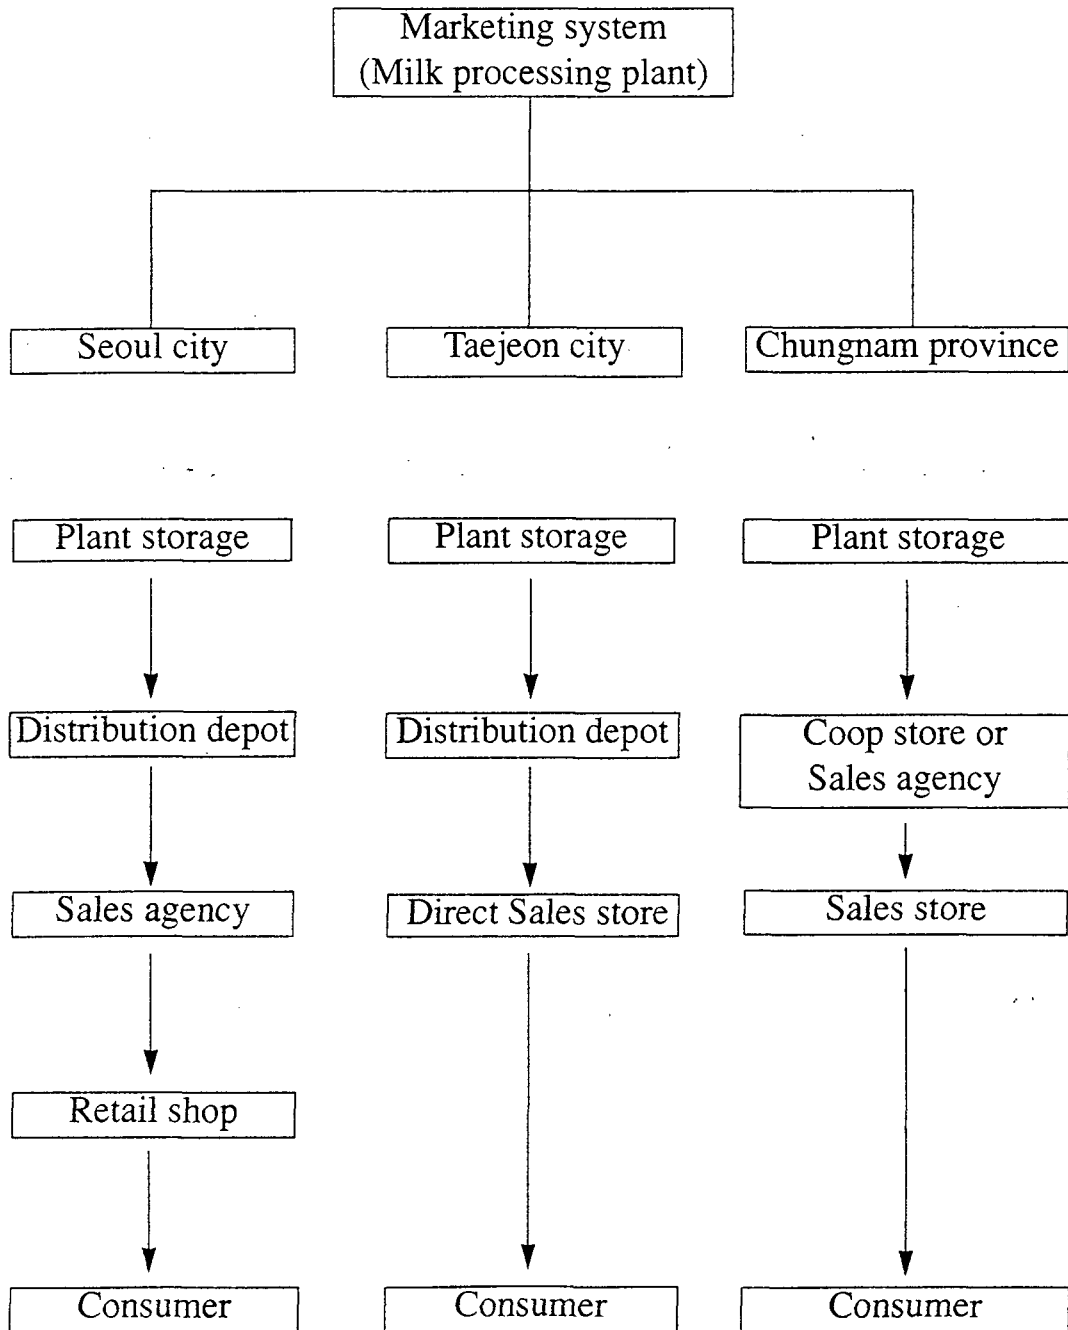 Marketing system
(Milk processing plant)
Seoul city
Taejeon city
Chungnam province
Plant storage
Plant storage
Plant storage
Distribution depot
Distribution depot
Coop store or
Sales agency
Sales agency
Direct Sales store
Sales store
Retail shop
Consumer
Consumer
Consumer